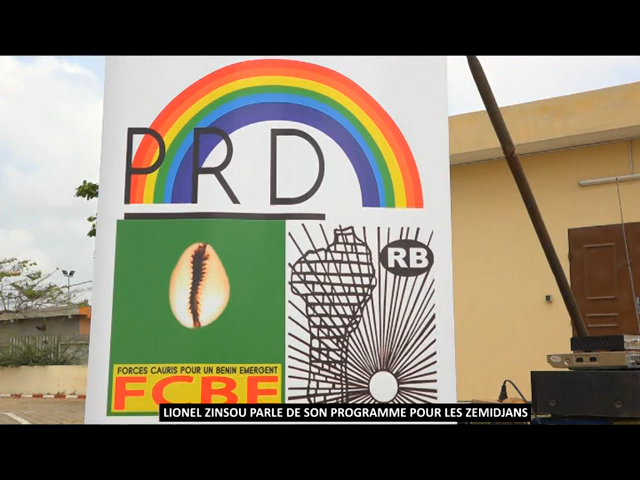 PRD
RB
FORCES CAURIS POUR UN BENIN EMERGENT
FCBE
LIONEL ZINSOU PARLE DE SON PROGRAMME POUR LES ZEMIDJANS